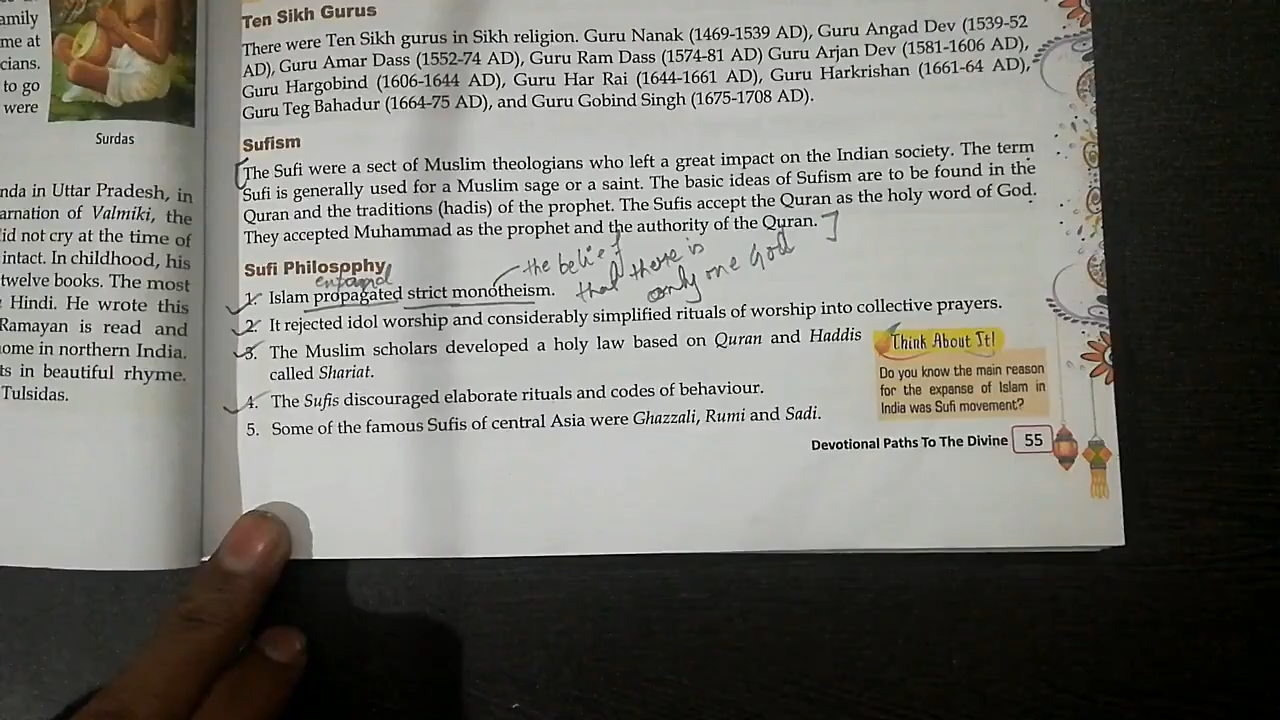 amily
me at
cians.
to go
were
Surdas
nda in Uttar Pradesh, in
arnation of Valmiki, the
id not cry at the time of
intact. In childhood, his
twelve books. The most
Hindi. He wrote this
Ramayan is read and
ome in northern India.
ts in beautiful rhyme.
Tulsidas.
Ten Sikh Gurus
There were Ten Sikh gurus in Sikh religion. Guru Nanak (1469-1539 AD), Guru Angad Dev (1539-52
AD), Guru Amar Dass (1552-74 AD), Guru Ram Dass (1574-81 AD) Guru Arjan Dev (1581-1606 AD),
Guru Hargobind (1606-1644 AD), Guru Har Rai (1644-1661 AD), Guru Harkrishan (1661-64 AD),
Guru Teg Bahadur (1664-75 AD), and Guru Gobind Singh (1675-1708 AD).
Sufism
The Sufi were a sect of Muslim theologians who left a great impact on the Indian society. The term
Sufi is generally used for a Muslim sage or a saint. The basic ideas of Sufism are to be found in the
Quran and the traditions (hadis) of the prophet. The Sufis accept the Quran as the holy word of God.
They accepted Muhammad as the prophet and the authority of the Quran.
Sufi Philosophy
the belief
that there is
only one God
1. Islam propagated strict monotheism.
2. It rejected idol worship and considerably simplified rituals of worship into collective prayers.
3. The Muslim scholars developed a holy law based on Quran and Haddis
called Shariat.
4. The Sufis discouraged elaborate rituals and codes of behaviour.
5. Some of the famous Sufis of central Asia were Ghazzali, Rumi and Sadi.
Think About It!
Do you know the main reason
for the expanse of Islam in
India was Sufi movement?
Devotional Paths To The Divine 55